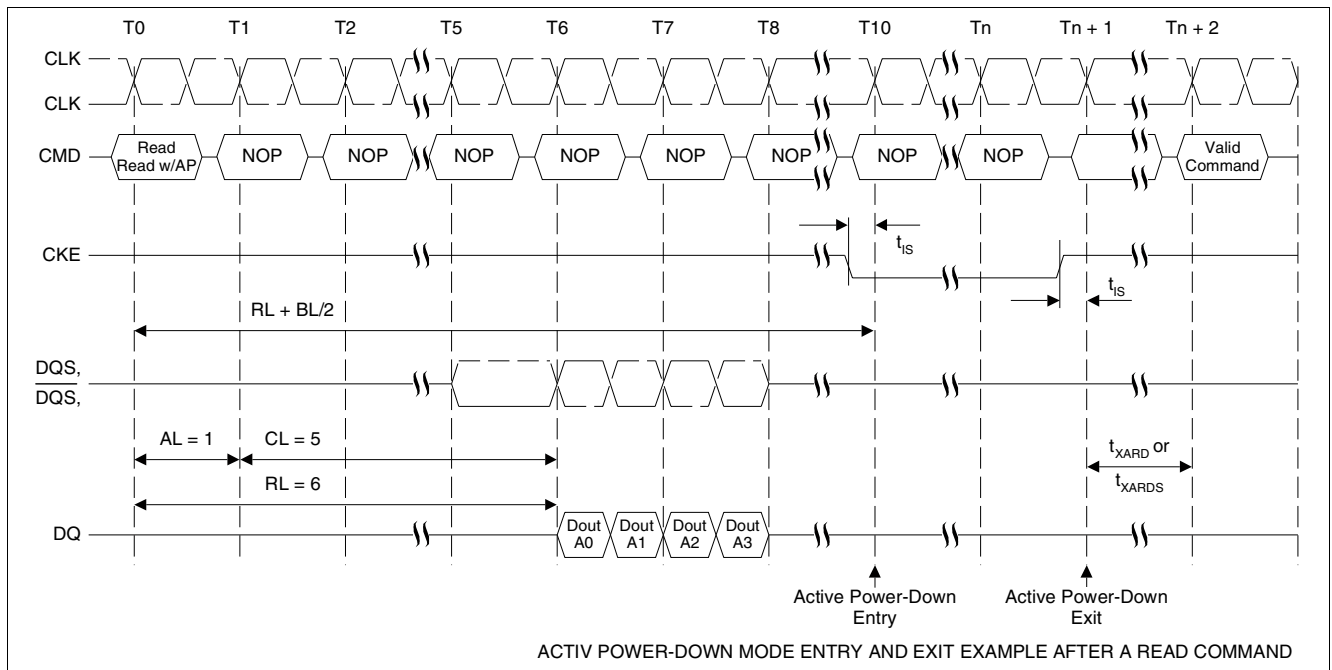 T0 T1 T2 T5 T6 T7 T8 T10 Tn Tn + 1 Tn + 2
CLK
CLK
CMD
Read
Read w/AP
NOP NOP NOP NOP NOP NOP NOP NOP
Valid
Command
tIS
CKE
tIS
RL + BL/2
DQS,
DQS,
AL = 1 CL = 5
tXARD or
tXARDS
RL = 6
DQ
Dout
A0
Dout
A1
Dout
A2
Dout
A3
Active Power-Down
Entry
Active Power-Down
Exit
ACTIV POWER-DOWN MODE ENTRY AND EXIT EXAMPLE AFTER A READ COMMAND